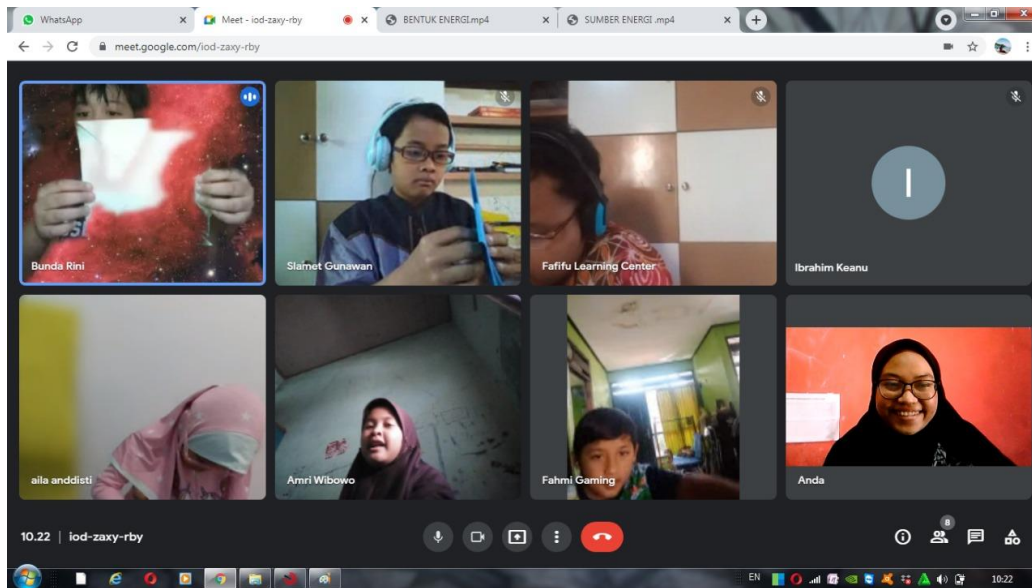 WhatsApp
Meet - iod-zaxy-rby
BENTUK ENERGI.mp4
SUMBER ENERGI .mp4
meet.google.com/iod-zaxy-rby
Bunda Rini
Slamet Gunawan
Fafifu Learning Center
I
Ibrahim Keanu
aila anddisti
Amri Wibowo
Fahmi Gaming
Anda
10.22 | iod-zaxy-rby
8
EN
10:22